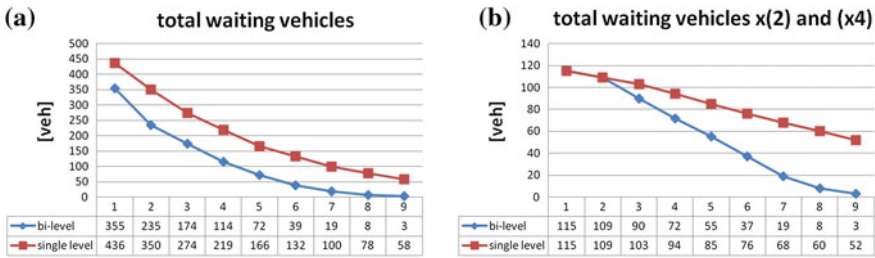 (a)
total waiting vehicles
[veh]
500
450
400
350
300
250
200
150
100
50
0
1 2 3 4 5 6 7 8 9
bi-level 355 235 174 114 72 39 19 8 3
single level 436 350 274 219 166 132 100 78 58
(b)
total waiting vehicles x(2) and (x4)
[veh]
140
120
100
80
60
40
20
0
1 2 3 4 5 6 7 8 9
bi-level 115 109 90 72 55 37 19 8 3
single level 115 109 103 94 85 76 68 60 52